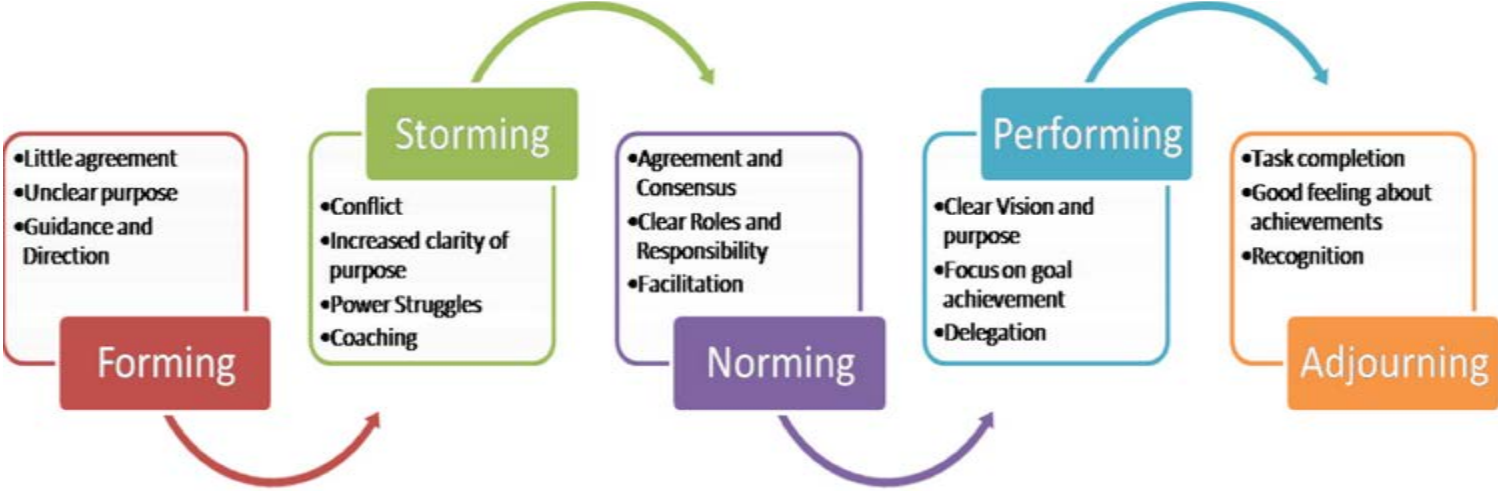 •Little agreement
•Unclear purpose
•Guidance and
Direction
Forming
Storming
•Conflict
•Increased clarity of
purpose
•Power Struggles
•Coaching
•Agreement and
Consensus
•Clear Roles and
Responsibility
•Facilitation
Norming
Performing
•Clear Vision and
purpose
•Focus on goal
achievement
•Delegation
•Task completion
•Good feeling about
achievements
•Recognition
Adjourning